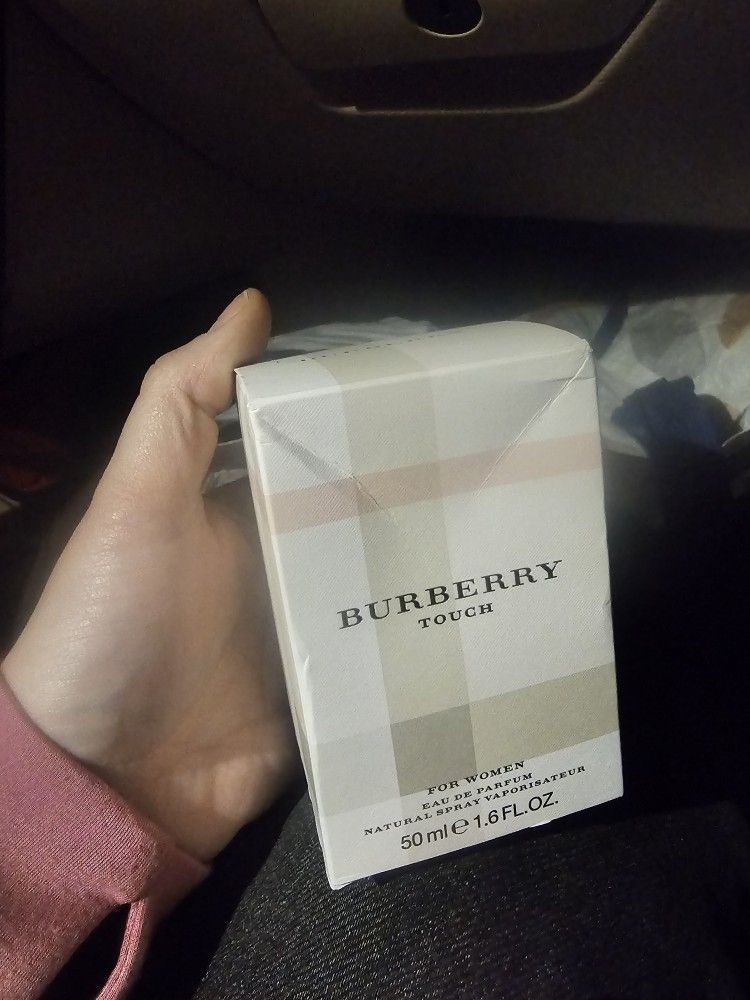 BURBERRY
TOUCH
FOR WOMEN
EAU DE PARFUM
NATURAL SPRAY VAPORISATEUR
50 ml ℮ 1.6 FL.OZ.